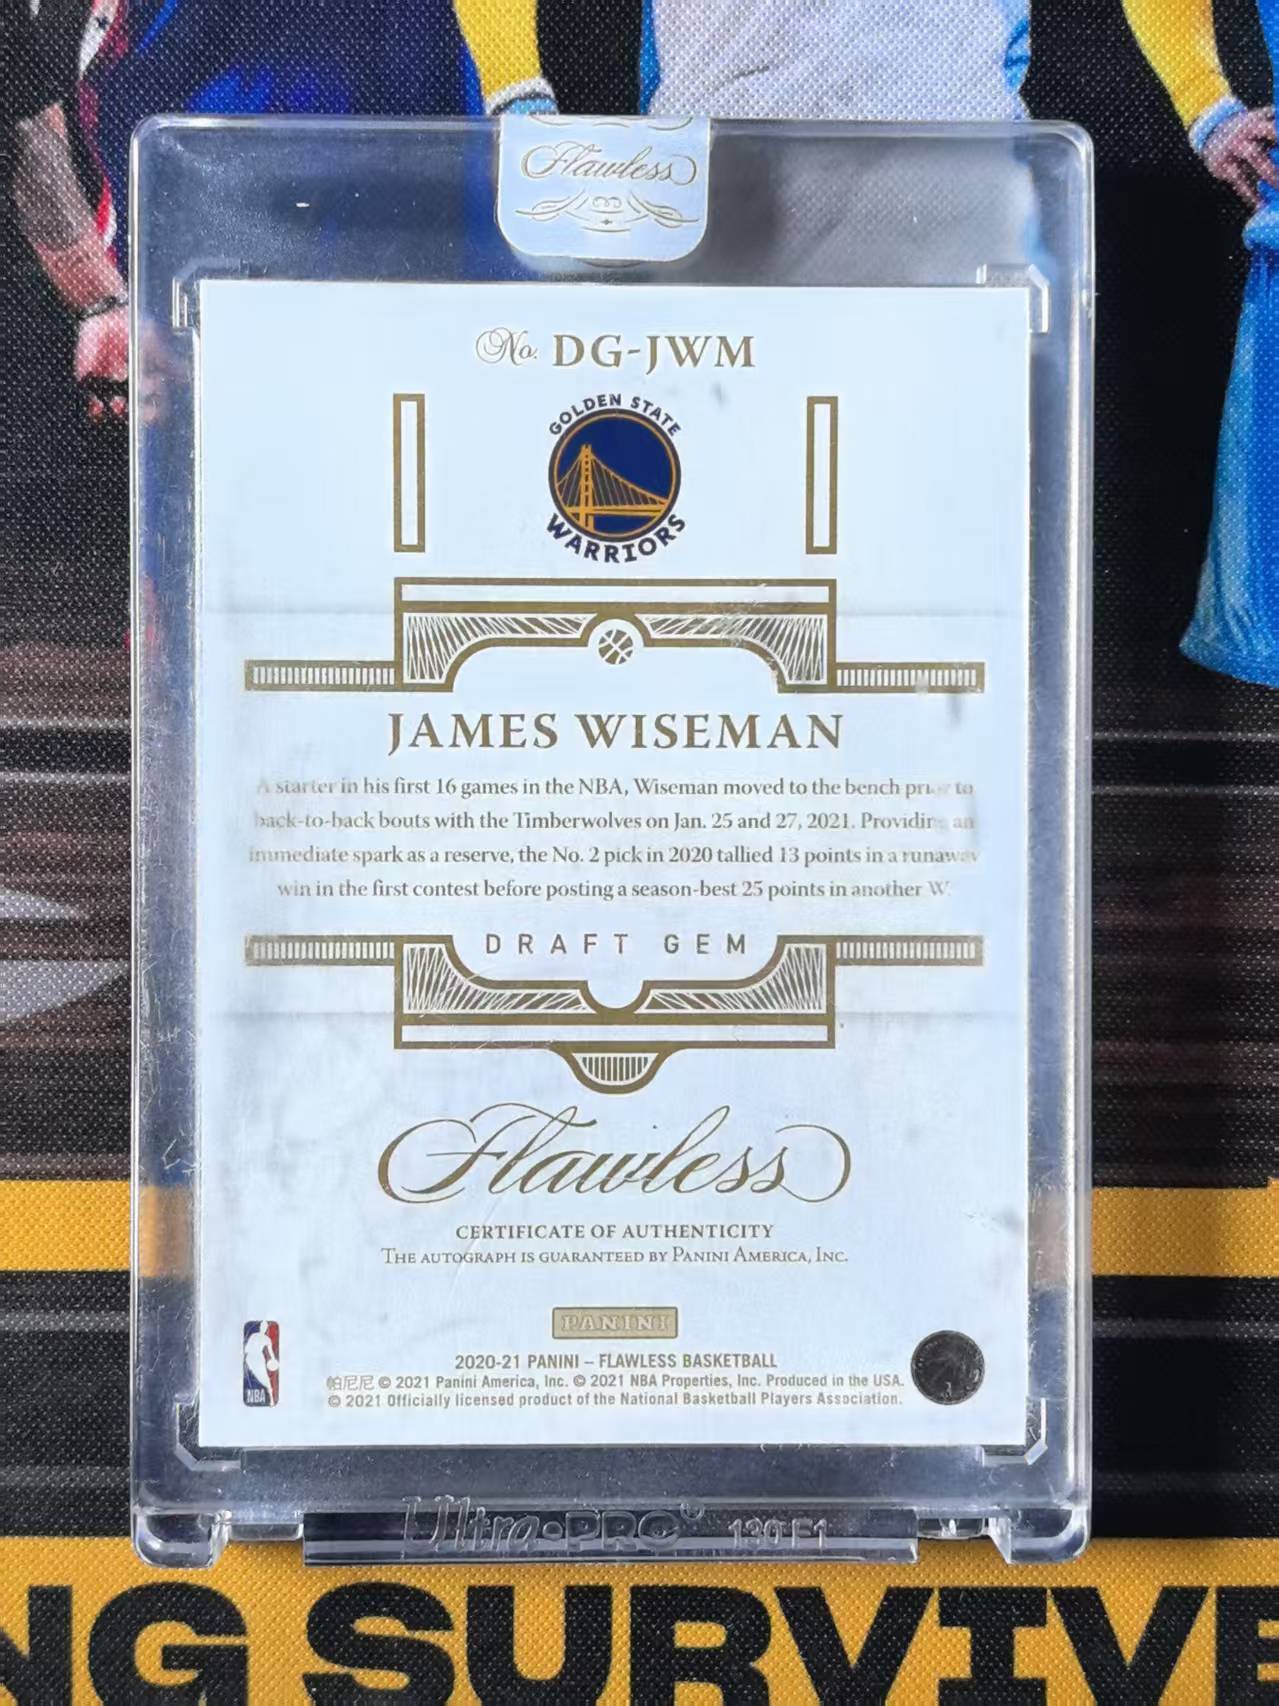 Flawless
No. DG-JWM
GOLDEN STATE
WARRIORS
JAMES WISEMAN
A starter in his first 16 games in the NBA, Wiseman moved to the bench prior to
back-to-back bouts with the Timberwolves on Jan. 25 and 27, 2021. Providing an
immediate spark as a reserve, the No. 2 pick in 2020 tallied 13 points in a runaway
win in the first contest before posting a season-best 25 points in another W.
DRAFT GEM
Flawless
CERTIFICATE OF AUTHENTICITY
THE AUTOGRAPH IS GUARANTEED BY PANINI AMERICA, INC.
PANINI
NBA
2020-21 PANINI – FLAWLESS BASKETBALL
帕尼尼 © 2021 Panini America, Inc. © 2021 NBA Properties, Inc. Produced in the USA.
© 2021 Officially licensed product of the National Basketball Players Association.
Ultra•PRO® 130 F1
NG SURVIVE